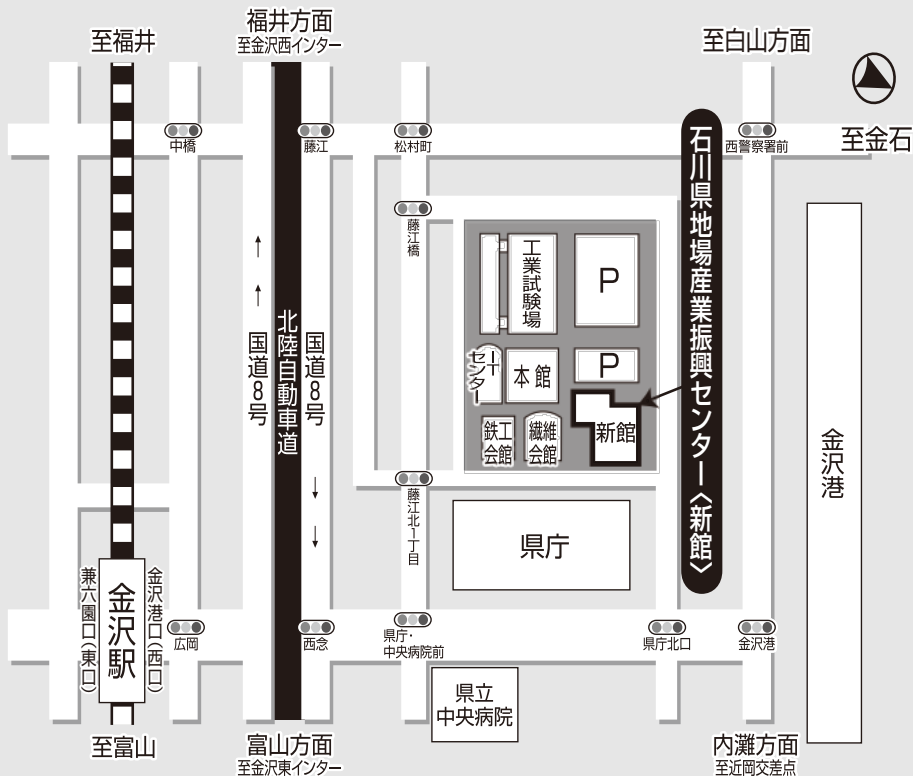 福井方面
至金沢西インター
至福井
至白山方面
中橋
藤江
松村町
西警察署前
至金石
藤江橋
石川県地場産業振興センター〈新館〉
工業試験場
P
P
ITセンター
本館
新館
鉄工
会館
繊維
会館
国道8号
北陸自動車道
国道8号
金沢港
藤江北1丁目
県庁
兼六園口(東口)
金沢駅
金沢港口(西口)
広岡
西念
県庁・
中央病院前
県庁北口
金沢港
県立
中央病院
至富山
富山方面
至金沢東インター
内灘方面
至近岡交差点